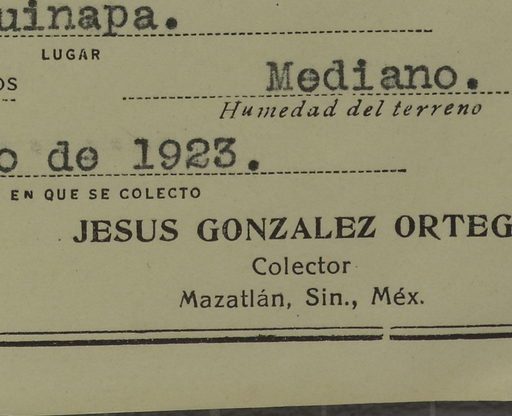 uinapa.
LUGAR
OS Mediano.
Humedad del terreno
o de 1923.
EN QUE SE COLECTO
JESUS GONZALEZ ORTEG
Colector
Mazatlán, Sin., Méx.